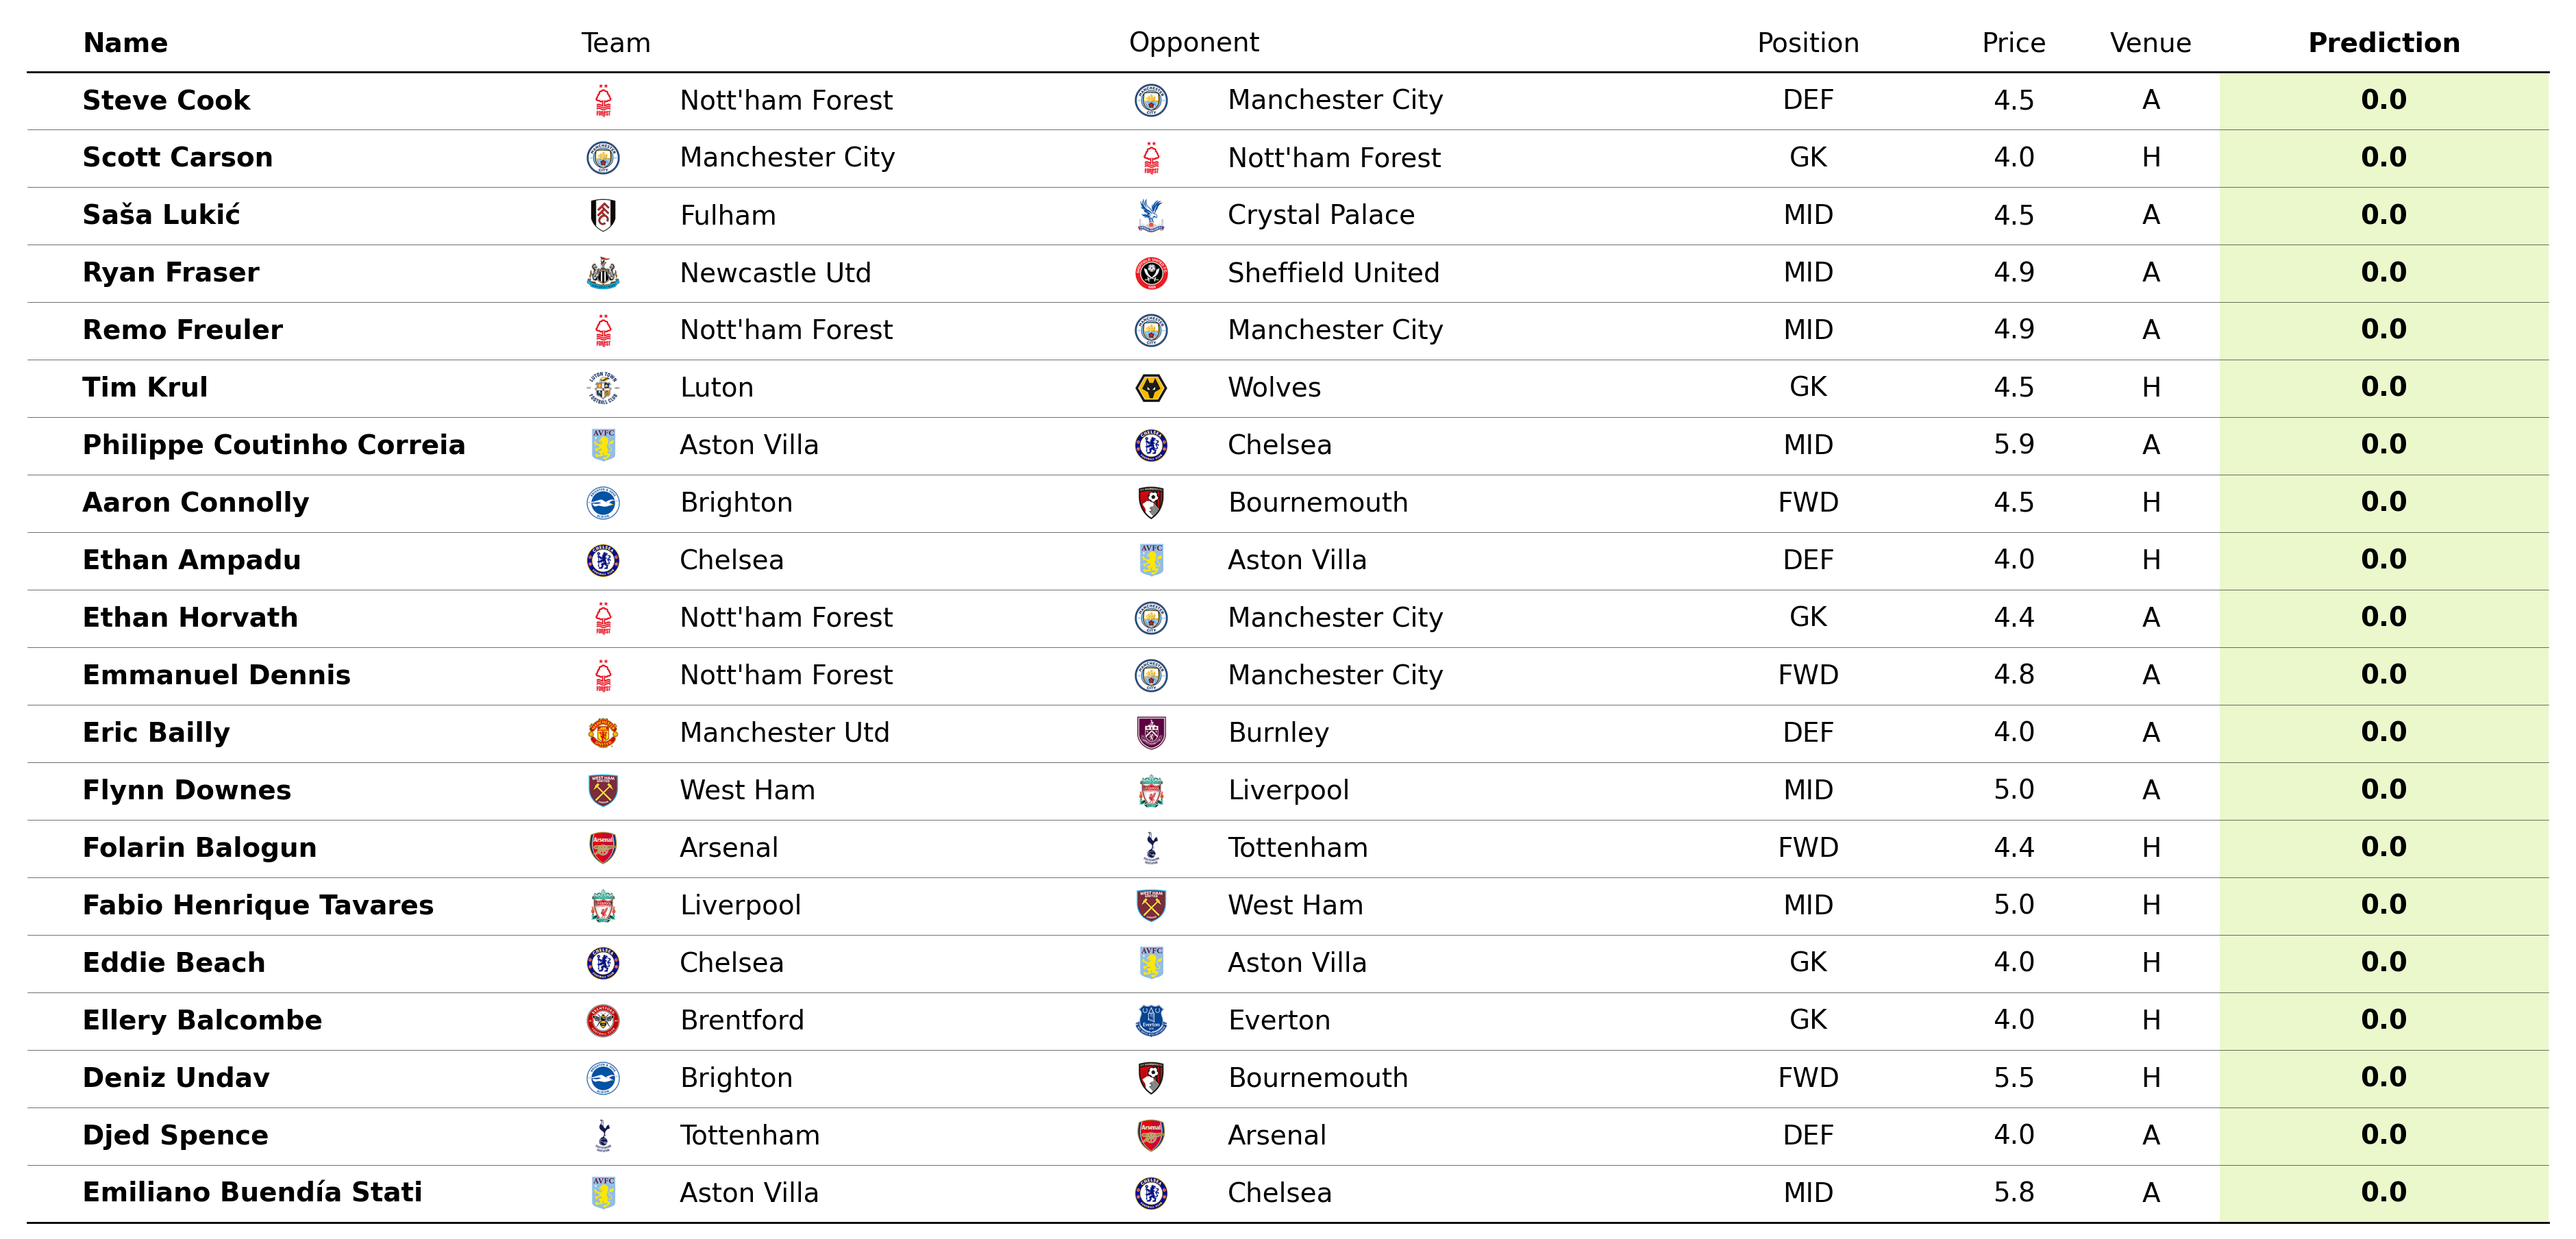 Name Team Opponent Position Price Venue Prediction
Steve Cook Nott'ham Forest Manchester City DEF 4.5 A 0.0
Scott Carson Manchester City Nott'ham Forest GK 4.0 H 0.0
Saša Lukić Fulham Crystal Palace MID 4.5 A 0.0
Ryan Fraser Newcastle Utd Sheffield United MID 4.9 A 0.0
Remo Freuler Nott'ham Forest Manchester City MID 4.9 A 0.0
Tim Krul Luton Wolves GK 4.5 H 0.0
Philippe Coutinho Correia Aston Villa Chelsea MID 5.9 A 0.0
Aaron Connolly Brighton Bournemouth FWD 4.5 H 0.0
Ethan Ampadu Chelsea Aston Villa DEF 4.0 H 0.0
Ethan Horvath Nott'ham Forest Manchester City GK 4.4 A 0.0
Emmanuel Dennis Nott'ham Forest Manchester City FWD 4.8 A 0.0
Eric Bailly Manchester Utd Burnley DEF 4.0 A 0.0
Flynn Downes West Ham Liverpool MID 5.0 A 0.0
Folarin Balogun Arsenal Tottenham FWD 4.4 H 0.0
Fabio Henrique Tavares Liverpool West Ham MID 5.0 H 0.0
Eddie Beach Chelsea Aston Villa GK 4.0 H 0.0
Ellery Balcombe Brentford Everton GK 4.0 H 0.0
Deniz Undav Brighton Bournemouth FWD 5.5 H 0.0
Djed Spence Tottenham Arsenal DEF 4.0 A 0.0
Emiliano Buendía Stati Aston Villa Chelsea MID 5.8 A 0.0